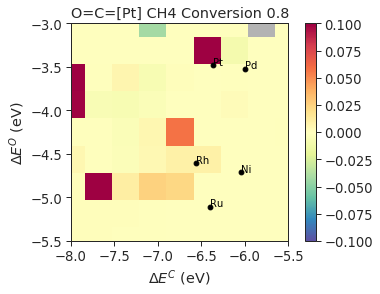 O=C=[Pt] CH4 Conversion 0.8
−3.0
−3.5
−4.0
−4.5
−5.0
−5.5
ΔE^O (eV)
Pt
Pd
Rh
Ni
Ru
−8.0 −7.5 −7.0 −6.5 −6.0 −5.5
ΔE^C (eV)
0.100
0.075
0.050
0.025
0.000
−0.025
−0.050
−0.075
−0.100